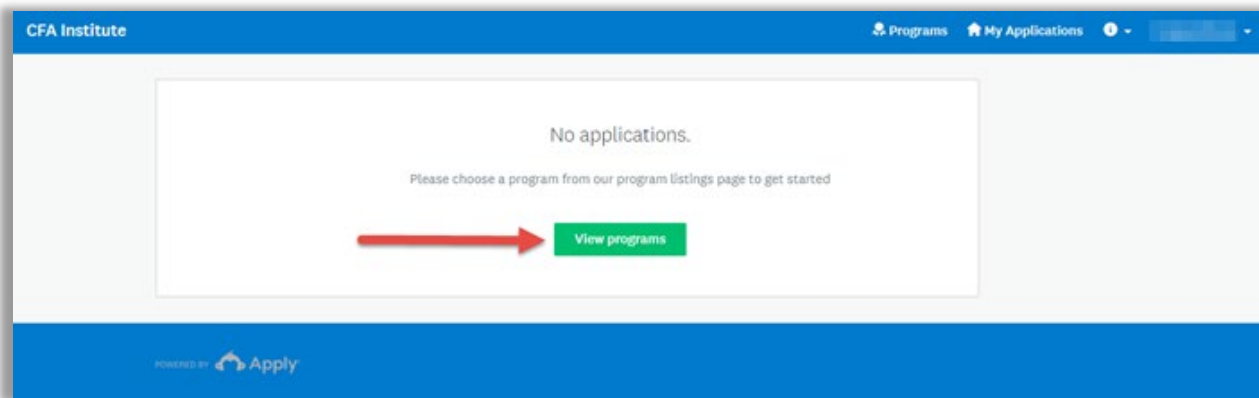 CFA Institute
Programs My Applications
No applications.
Please choose a program from our program listings page to get started
View programs
POWERED BY Apply